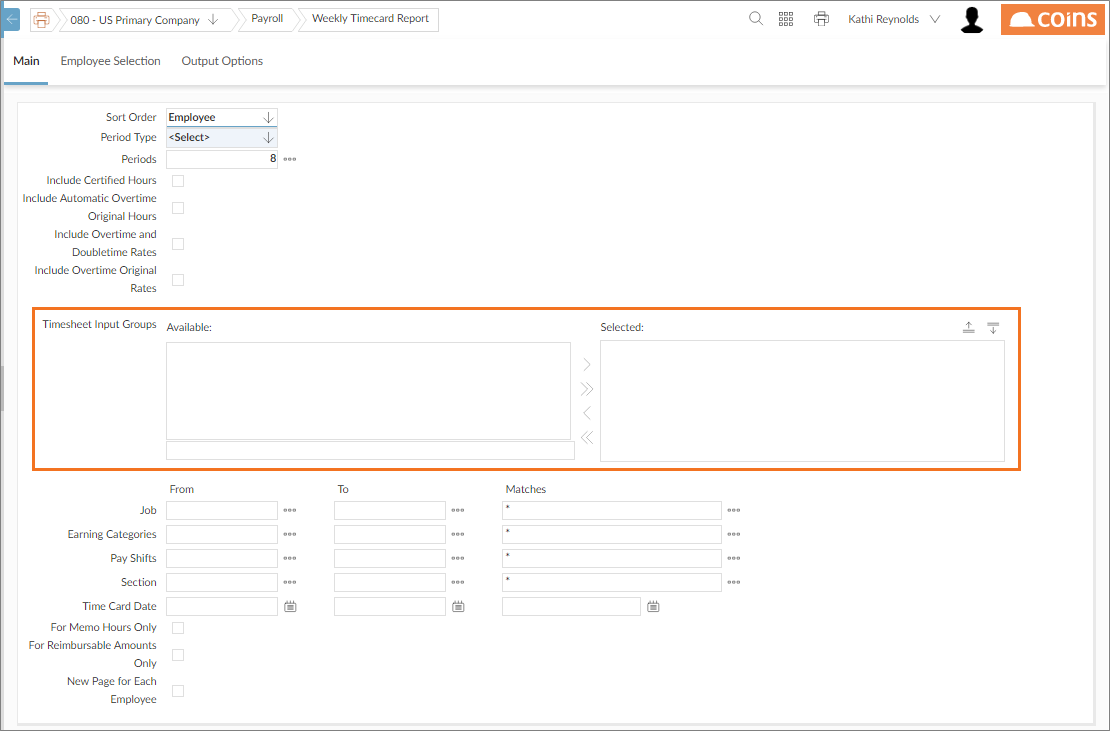 080 - US Primary Company
Payroll
Weekly Timecard Report
Kathi Reynolds
COINS
Main
Employee Selection
Output Options
Sort Order
Employee
Period Type
<Select>
Periods
8
Include Certified Hours
Include Automatic Overtime
Original Hours
Include Overtime and
Doubletime Rates
Include Overtime Original
Rates
Timesheet Input Groups
Available:
Selected:
From
To
Matches
Job
*
Earning Categories
*
Pay Shifts
*
Section
*
Time Card Date
For Memo Hours Only
For Reimbursable Amounts
Only
New Page for Each
Employee